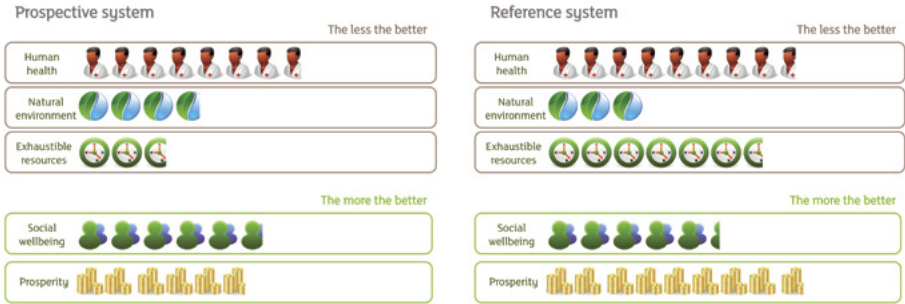 Prospective system
The less the better
Human
health
Natural
environment
Exhaustible
resources
The more the better
Social
wellbeing
Prosperity
Reference system
The less the better
Human
health
Natural
environment
Exhaustible
resources
The more the better
Social
wellbeing
Prosperity